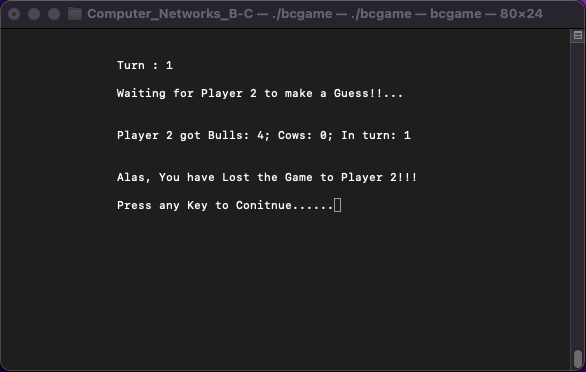 Computer_Networks_B-C — ./bcgame — ./bcgame — bcgame — 80×24
Turn : 1
Waiting for Player 2 to make a Guess!!...
Player 2 got Bulls: 4; Cows: 0; In turn: 1
Alas, You have Lost the Game to Player 2!!!
Press any Key to Conitnue......